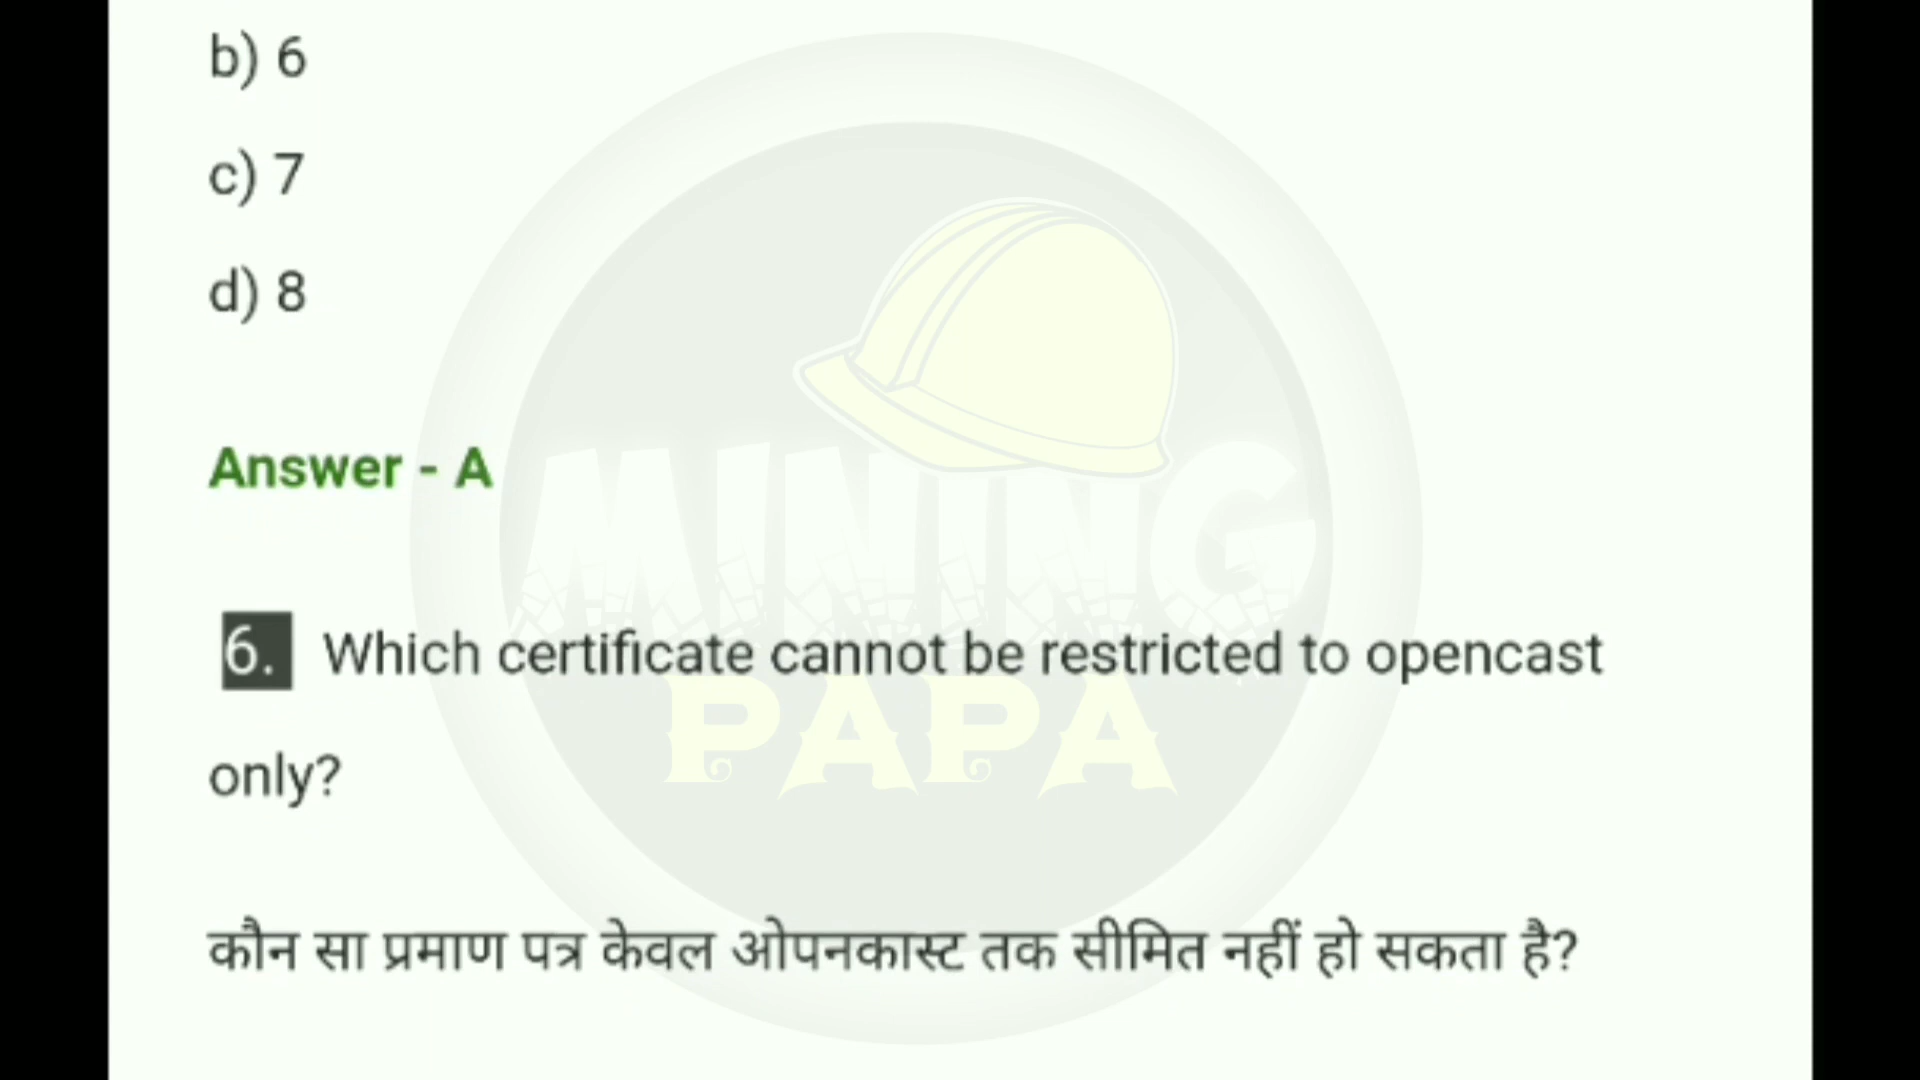 b) 6
c) 7
d) 8
Answer - A
MINING
PAPA
6. Which certificate cannot be restricted to opencast
only?
कौन सा प्रमाण पत्र केवल ओपनकास्ट तक सीमित नहीं हो सकता है?